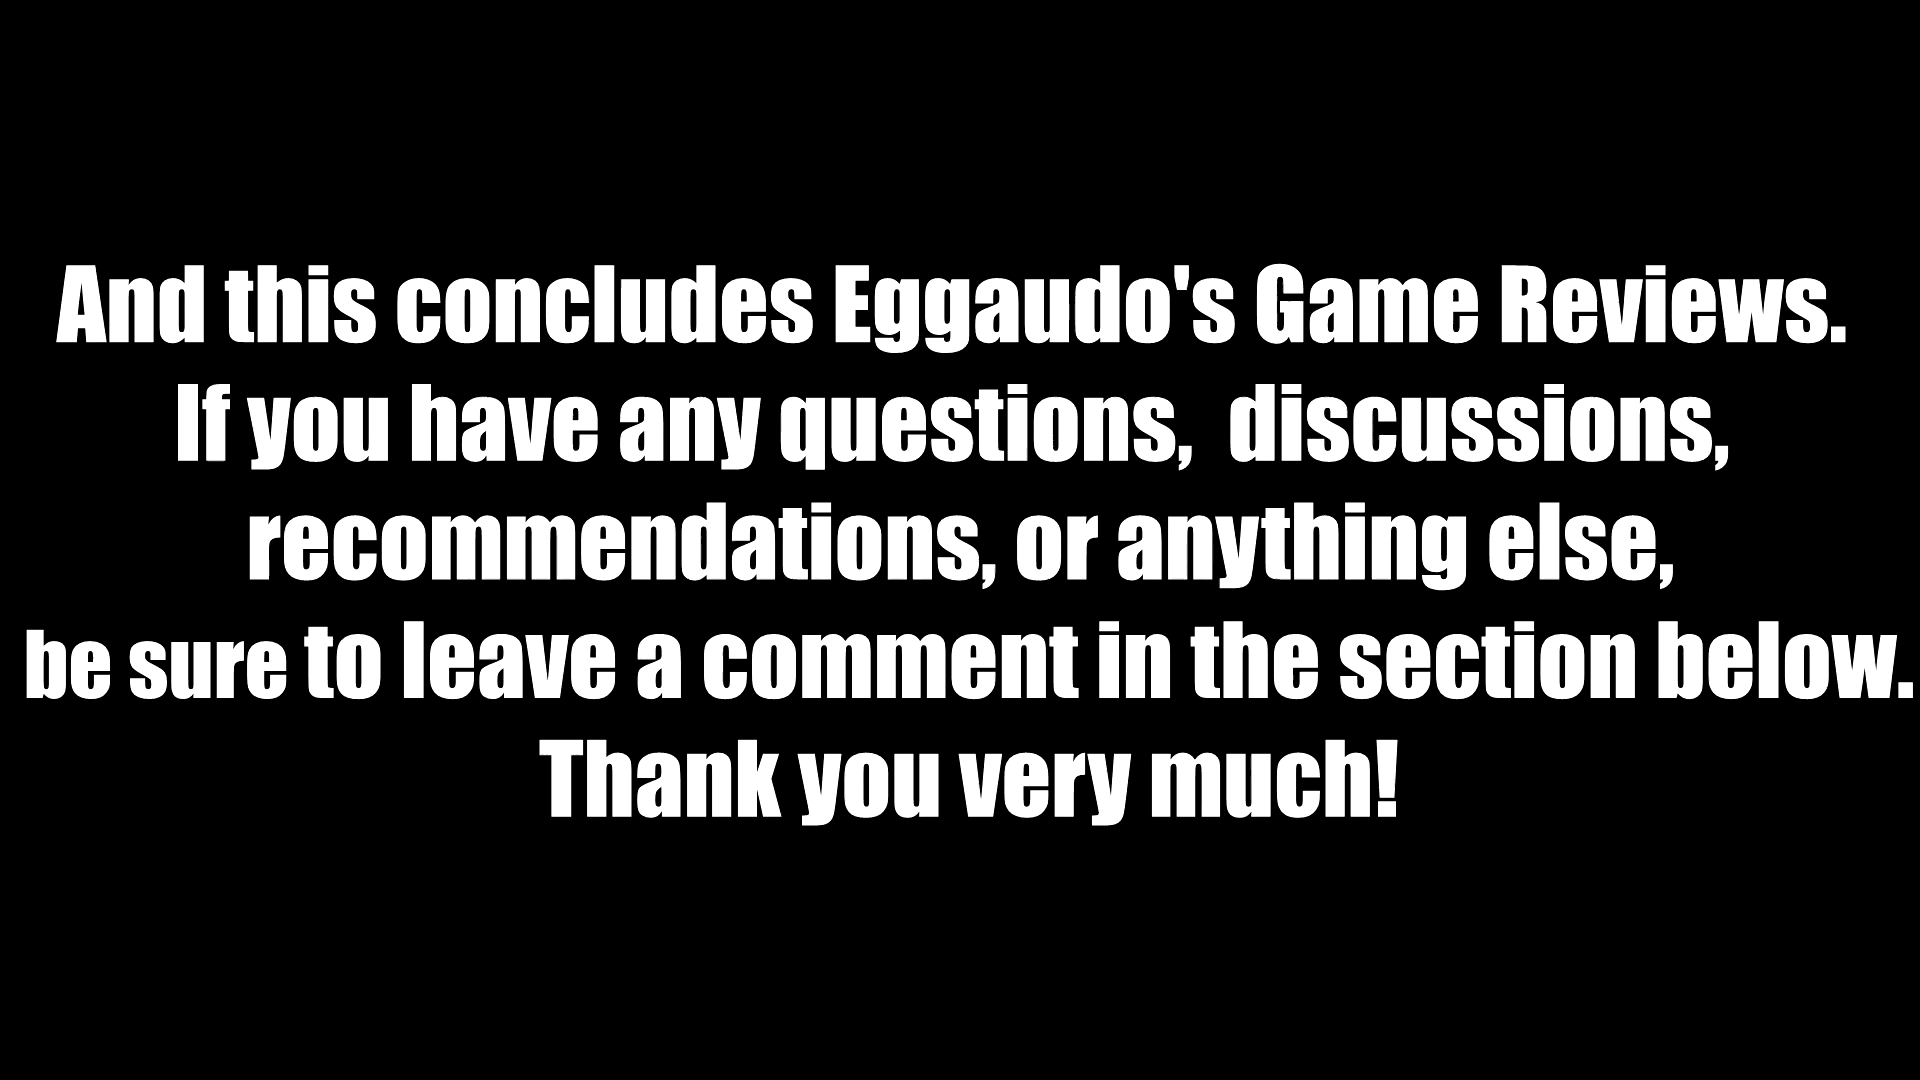 And this concludes Eggaudo's Game Reviews.
If you have any questions,  discussions,
recommendations, or anything else,
be sure to leave a comment in the section below.
Thank you very much!